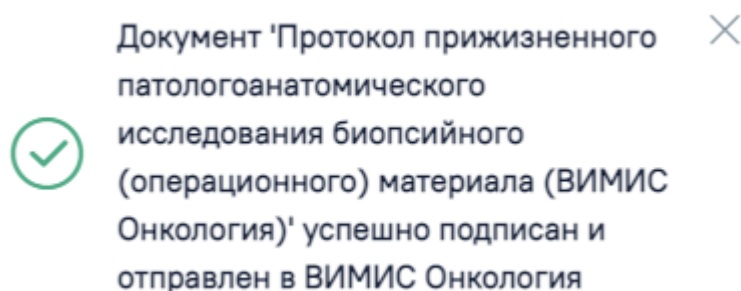 Документ 'Протокол прижизненного
патологоанатомического
исследования биопсийного
(операционного) материала (ВИМИС
Онкология)' успешно подписан и
отправлен в ВИМИС Онкология